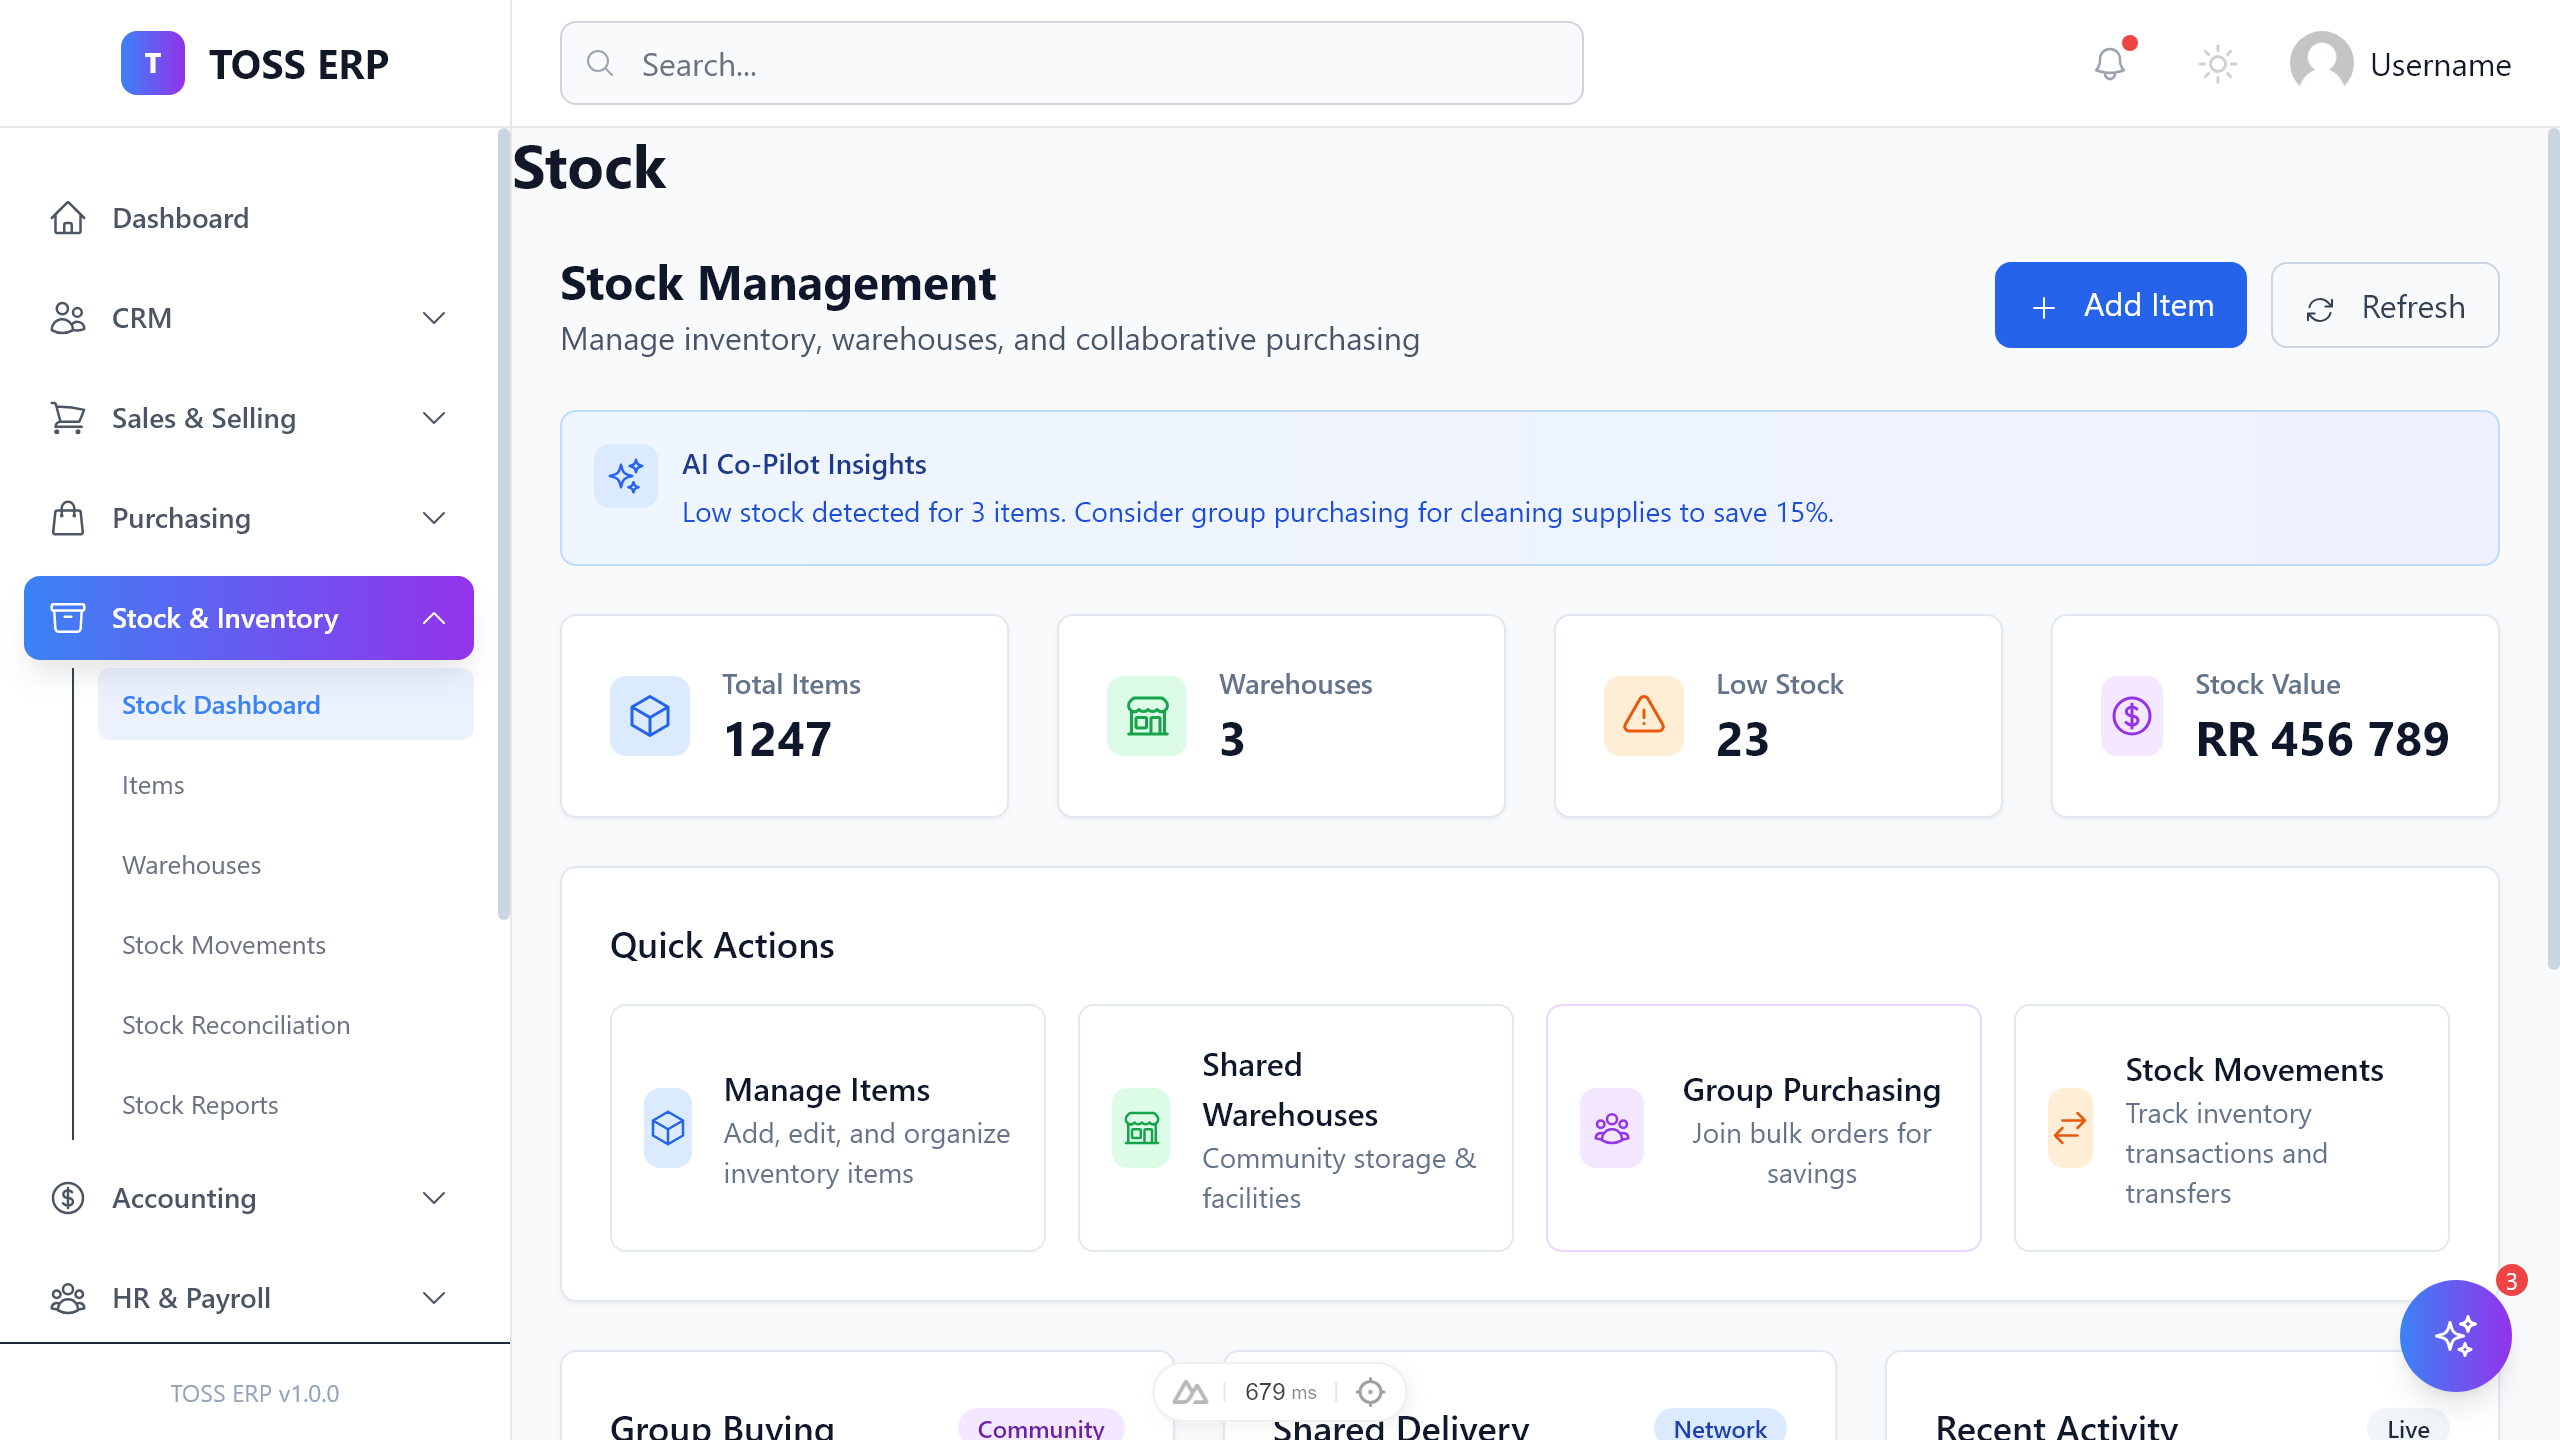 T
TOSS ERP
Search...
Username
Dashboard
CRM
Sales & Selling
Purchasing
Stock & Inventory
Stock Dashboard
Items
Warehouses
Stock Movements
Stock Reconciliation
Stock Reports
Accounting
HR & Payroll
TOSS ERP v1.0.0
Stock
Stock Management
Manage inventory, warehouses, and collaborative purchasing
Add Item
Refresh
AI Co-Pilot Insights
Low stock detected for 3 items. Consider group purchasing for cleaning supplies to save 15%.
Total Items
1247
Warehouses
3
Low Stock
23
Stock Value
RR 456 789
Quick Actions
Manage Items
Add, edit, and organize
inventory items
Shared
Warehouses
Community storage &
facilities
Group Purchasing
Join bulk orders for
savings
Stock Movements
Track inventory
transactions and
transfers
3
679 ms
Group Buying
Community
Shared Delivery
Network
Recent Activity
Live